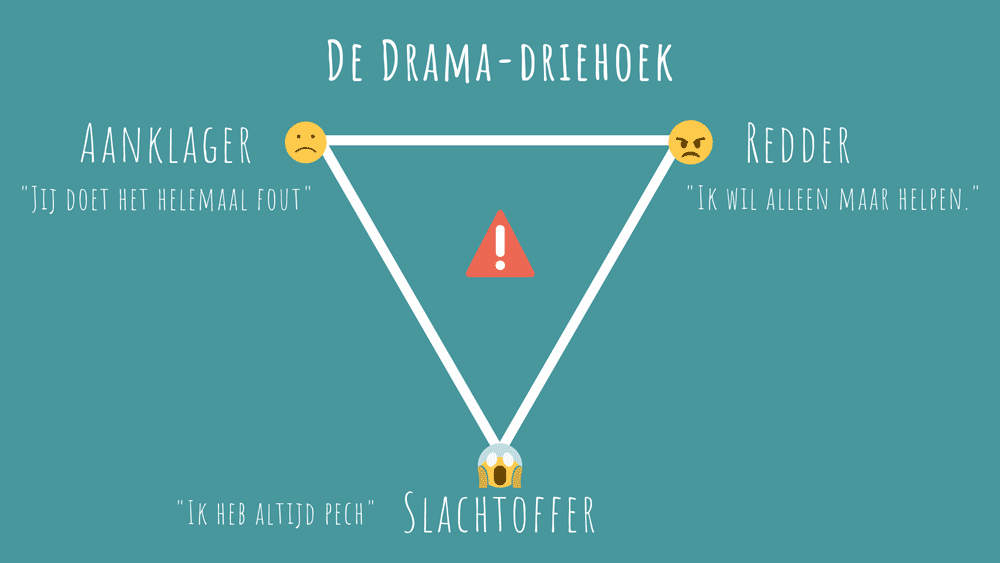 De Drama-driehoek
Aanklager
"Jij doet het helemaal fout"
Redder
"Ik wil alleen maar helpen."
"Ik heb altijd pech"
Slachtoffer